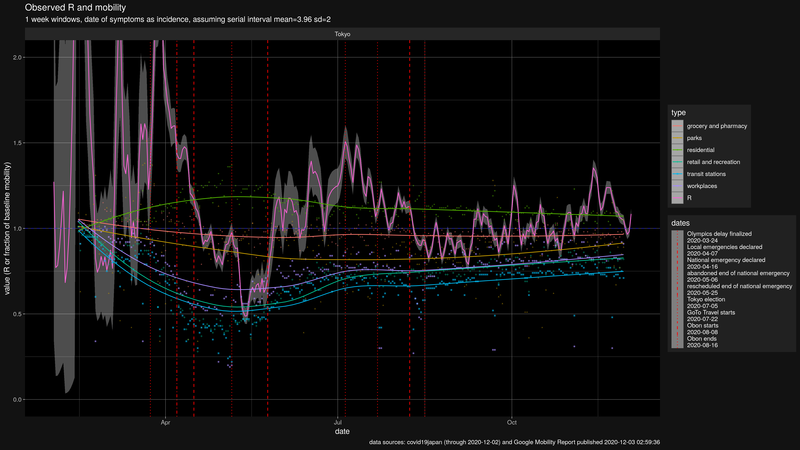 Observed R and mobility
1 week windows, date of symptoms as incidence, assuming serial interval mean=3.96 sd=2
Tokyo
value (R or fraction of baseline mobility)
2.0
1.5
1.0
0.5
0.0
Apr
Jul
Oct
date
type
grocery and pharmacy
parks
residential
retail and recreation
transit stations
workplaces
R
dates
Olympics delay finalized
2020-03-24
Local emergencies declared
2020-04-07
National emergency declared
2020-04-16
abandoned end of national emergency
2020-05-06
rescheduled end of national emergency
2020-05-25
Tokyo election
2020-07-05
GoTo Travel starts
2020-07-22
Obon starts
2020-08-08
Obon ends
2020-08-16
data sources: covid19japan (through 2020-12-02) and Google Mobility Report published 2020-12-03 02:59:36